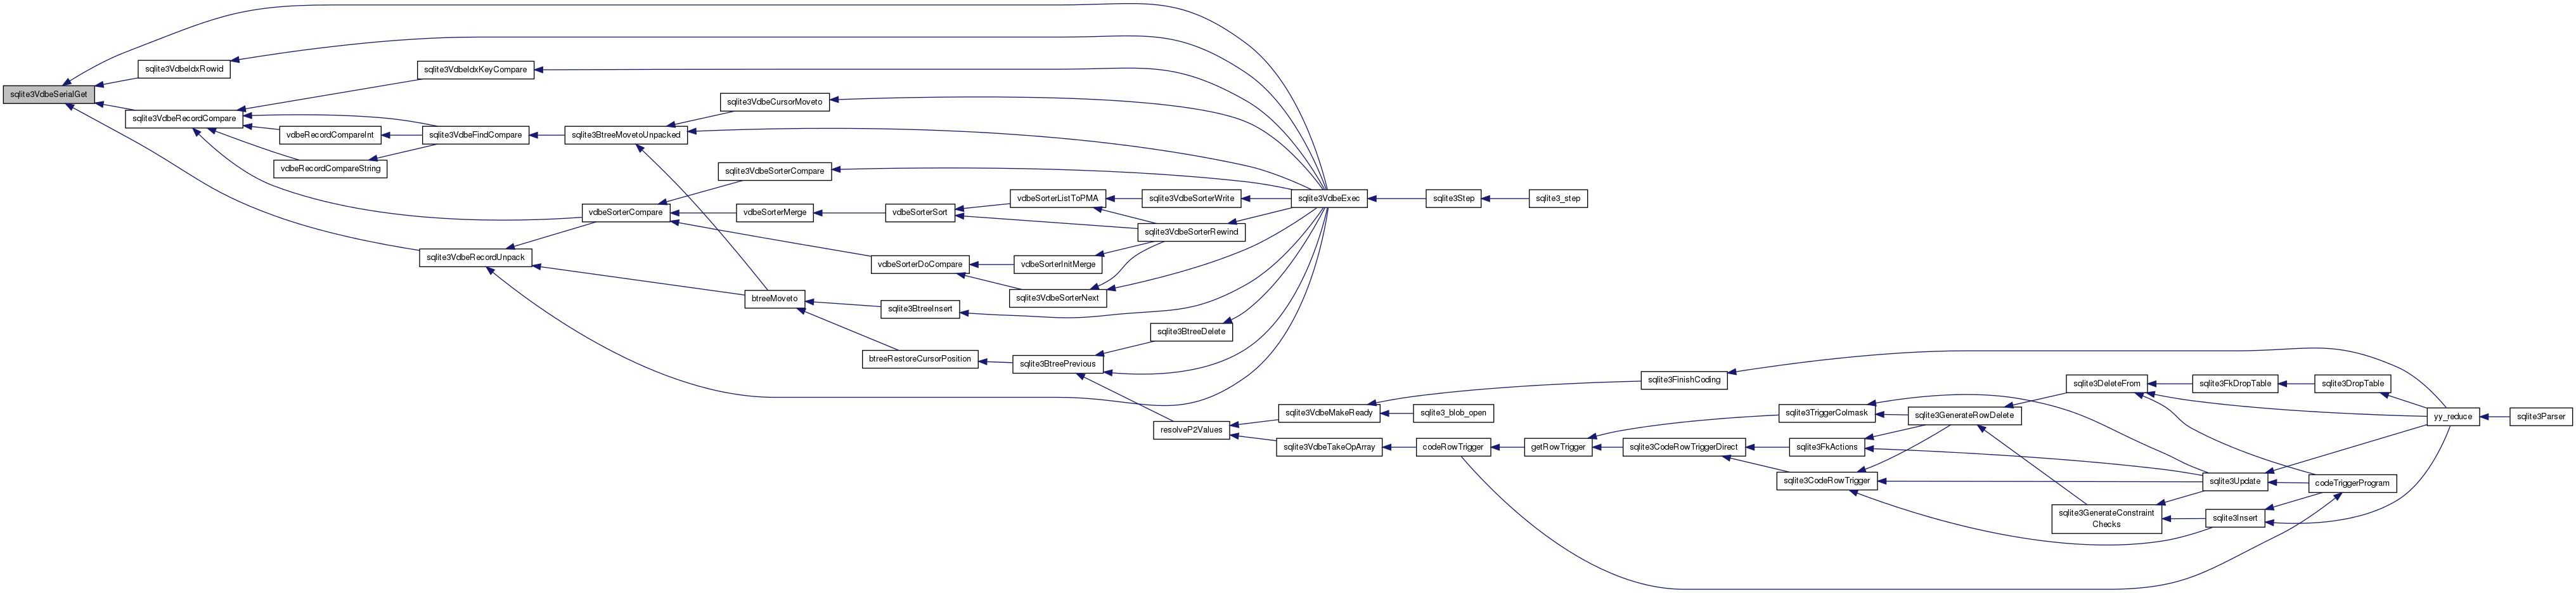 sqlite3VdbeSerialGet
sqlite3VdbeIdxRowid
sqlite3VdbeRecordCompare
sqlite3VdbeIdxKeyCompare
vdbeRecordCompareInt
vdbeRecordCompareString
sqlite3VdbeFindCompare
sqlite3VdbeRecordUnpack
sqlite3BtreeMovetoUnpacked
vdbeSorterCompare
sqlite3VdbeCursorMoveto
sqlite3VdbeSorterCompare
vdbeSorterMerge
btreeMoveto
vdbeSorterSort
vdbeSorterDoCompare
sqlite3BtreeInsert
btreeRestoreCursorPosition
vdbeSorterListToPMA
vdbeSorterInitMerge
sqlite3VdbeSorterNext
sqlite3BtreePrevious
sqlite3VdbeSorterWrite
sqlite3VdbeSorterRewind
sqlite3BtreeDelete
resolveP2Values
sqlite3VdbeExec
sqlite3VdbeMakeReady
sqlite3VdbeTakeOpArray
sqlite3Step
sqlite3_blob_open
codeRowTrigger
sqlite3_step
getRowTrigger
sqlite3FinishCoding
sqlite3CodeRowTriggerDirect
sqlite3TriggerColmask
sqlite3FkActions
sqlite3CodeRowTrigger
sqlite3GenerateRowDelete
sqlite3GenerateConstraint
Checks
sqlite3DeleteFrom
sqlite3FkDropTable
sqlite3Update
sqlite3Insert
sqlite3DropTable
codeTriggerProgram
yy_reduce
sqlite3Parser